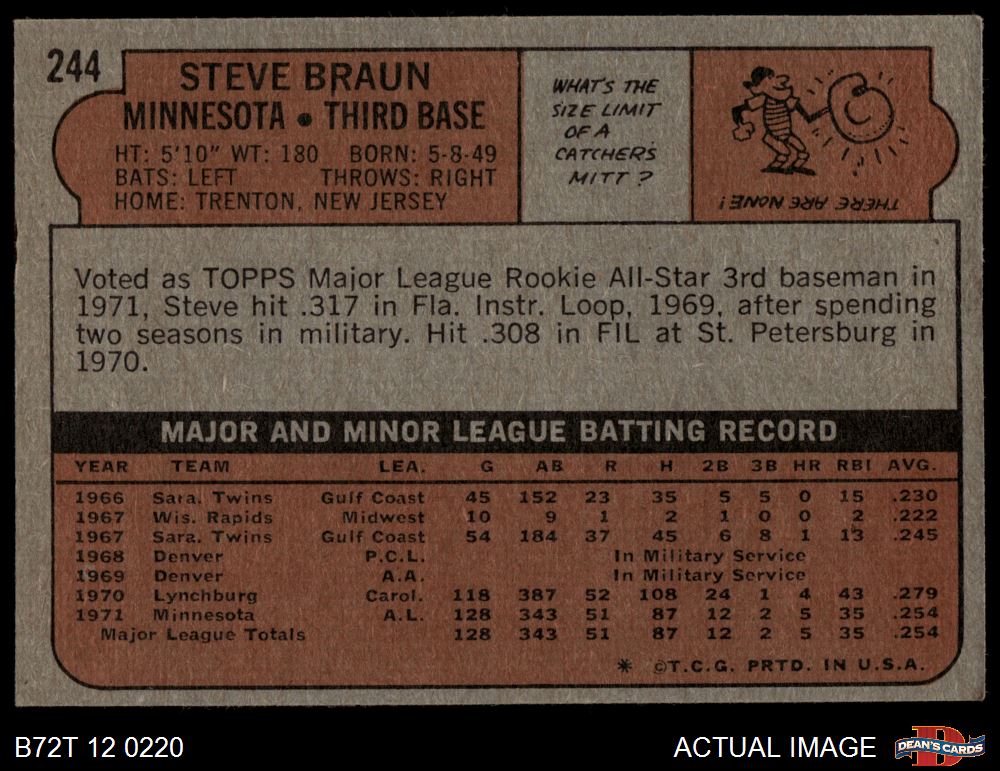 244
STEVE BRAUN
MINNESOTA • THIRD BASE
HT: 5'10" WT: 180 BORN: 5-8-49
BATS: LEFT THROWS: RIGHT
HOME: TRENTON, NEW JERSEY
WHAT'S THE
SIZE LIMIT
OF A
CATCHERS
MITT ?
C
THERE ARE NONE!
Voted as TOPPS Major League Rookie All-Star 3rd baseman in
1971, Steve hit .317 in Fla. Instr. Loop, 1969, after spending
two seasons in military. Hit .308 in FIL at St. Petersburg in
1970.
MAJOR AND MINOR LEAGUE BATTING RECORD
YEAR TEAM LEA. G AB R H 2B 3B HR RBI AVG.
1966 Sara. Twins Gulf Coast 45 152 23 35 5 5 0 15 .230
1967 Wis. Rapids Midwest 10 9 1 2 1 0 0 2 .222
1967 Sara. Twins Gulf Coast 54 184 37 45 6 8 1 13 .245
1968 Denver P.C.L. In Military Service
1969 Denver A.A. In Military Service
1970 Lynchburg Carol. 118 387 52 108 24 1 4 43 .279
1971 Minnesota A.L. 128 343 51 87 12 2 5 35 .254
Major League Totals 128 343 51 87 12 2 5 35 .254
* ©T.C.G. PRTD. IN U.S.A.
B72T 12 0220
ACTUAL IMAGE
D
DEAN'S CARDS